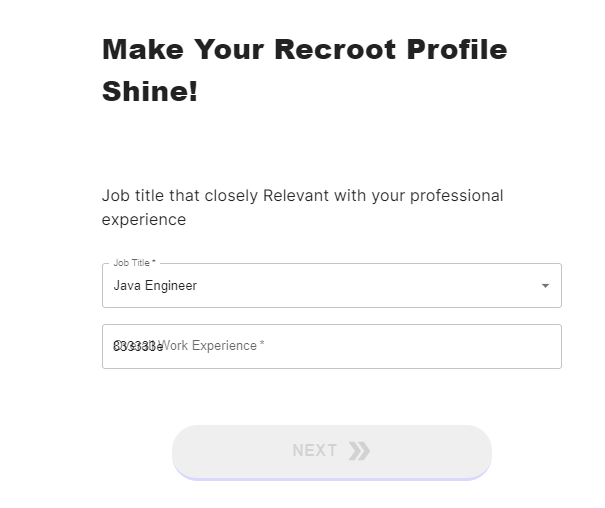 Make Your Recroot Profile
Shine!
Job title that closely Relevant with your professional
experience
Job Title *
Java Engineer
Work Experience *
NEXT